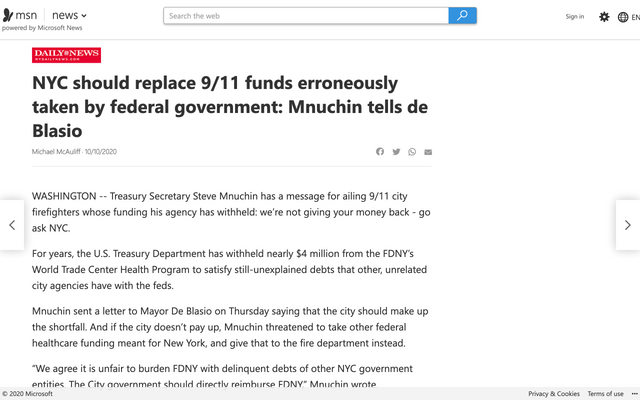 msn
news
powered by Microsoft News
Search the web
Sign in
EN
DAILY NEWS
NYDAILYNEWS.COM
NYC should replace 9/11 funds erroneously
taken by federal government: Mnuchin tells de
Blasio
Michael McAuliff · 10/10/2020
WASHINGTON -- Treasury Secretary Steve Mnuchin has a message for ailing 9/11 city
firefighters whose funding his agency has withheld: we’re not giving your money back - go
ask NYC.
For years, the U.S. Treasury Department has withheld nearly $4 million from the FDNY’s
World Trade Center Health Program to satisfy still-unexplained debts that other, unrelated
city agencies have with the feds.
Mnuchin sent a letter to Mayor De Blasio on Thursday saying that the city should make up
the shortfall. And if the city doesn’t pay up, Mnuchin threatened to take other federal
healthcare funding meant for New York, and give that to the fire department instead.
“We agree it is unfair to burden FDNY with delinquent debts of other NYC government
entities. The City government should directly reimburse FDNY,” Mnuchin wrote.
© 2020 Microsoft
Privacy & Cookies
Terms of use